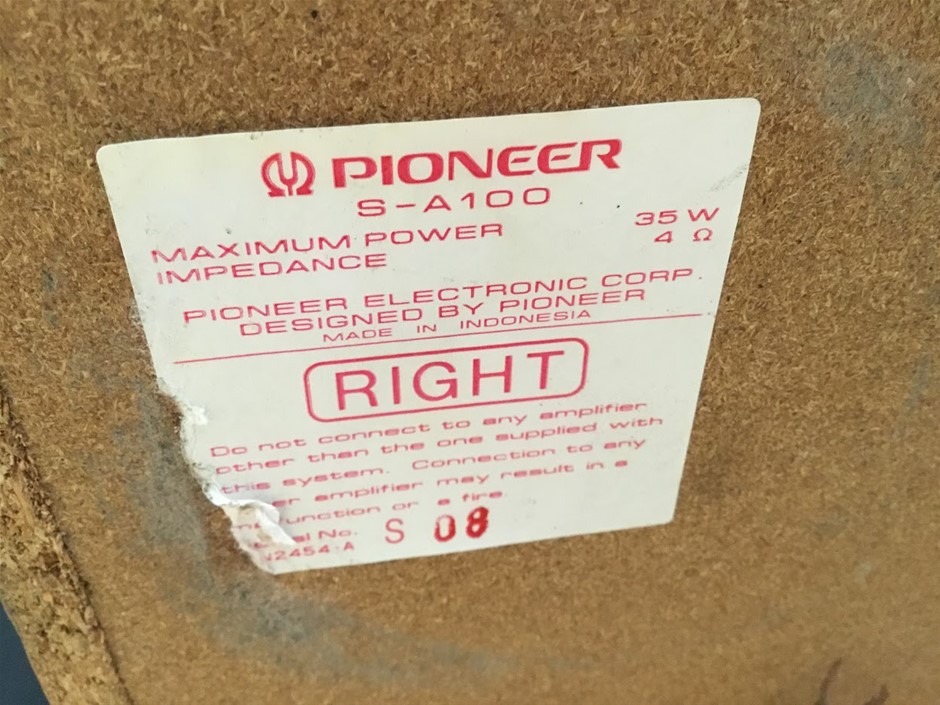 PIONEER
S-A100
MAXIMUM POWER 35 W
IMPEDANCE 4 Ω
PIONEER ELECTRONIC CORP.
DESIGNED BY PIONEER
MADE IN INDONESIA
RIGHT
Do not connect to any amplifier
other than the one supplied with
this system. Connection to any
amplifier may result in a
or a fire.
No. S 08